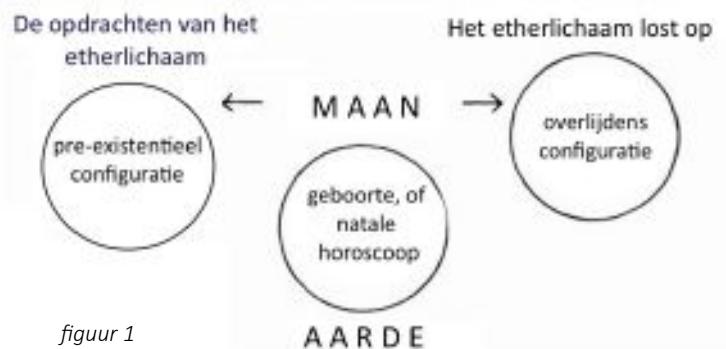 De opdrachten van het
etherlichaam
Het etherlichaam lost op
← MAAN →
pre-existentieel
configuratie
overlijdens
configuratie
geboorte, of
natale
horoscoop
figuur 1
AARDE